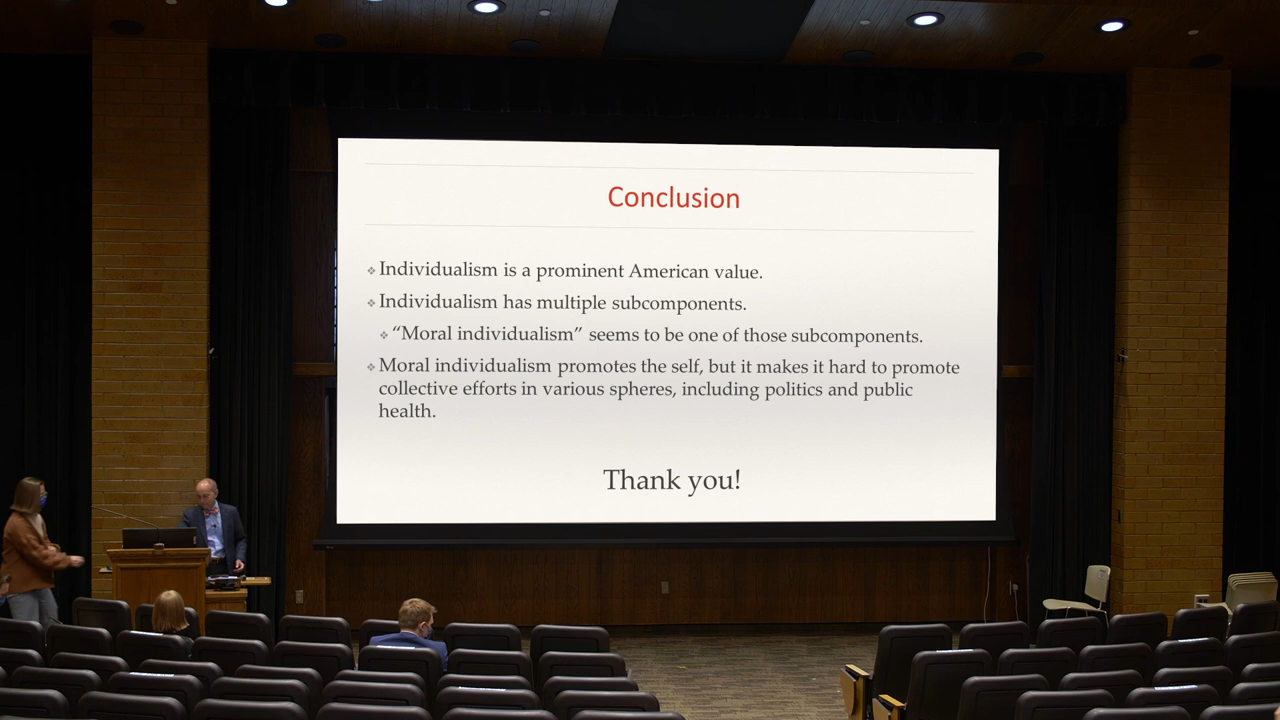 Conclusion
Individualism is a prominent American value.
Individualism has multiple subcomponents.
“Moral individualism” seems to be one of those subcomponents.
Moral individualism promotes the self, but it makes it hard to promote
collective efforts in various spheres, including politics and public
health.
Thank you!